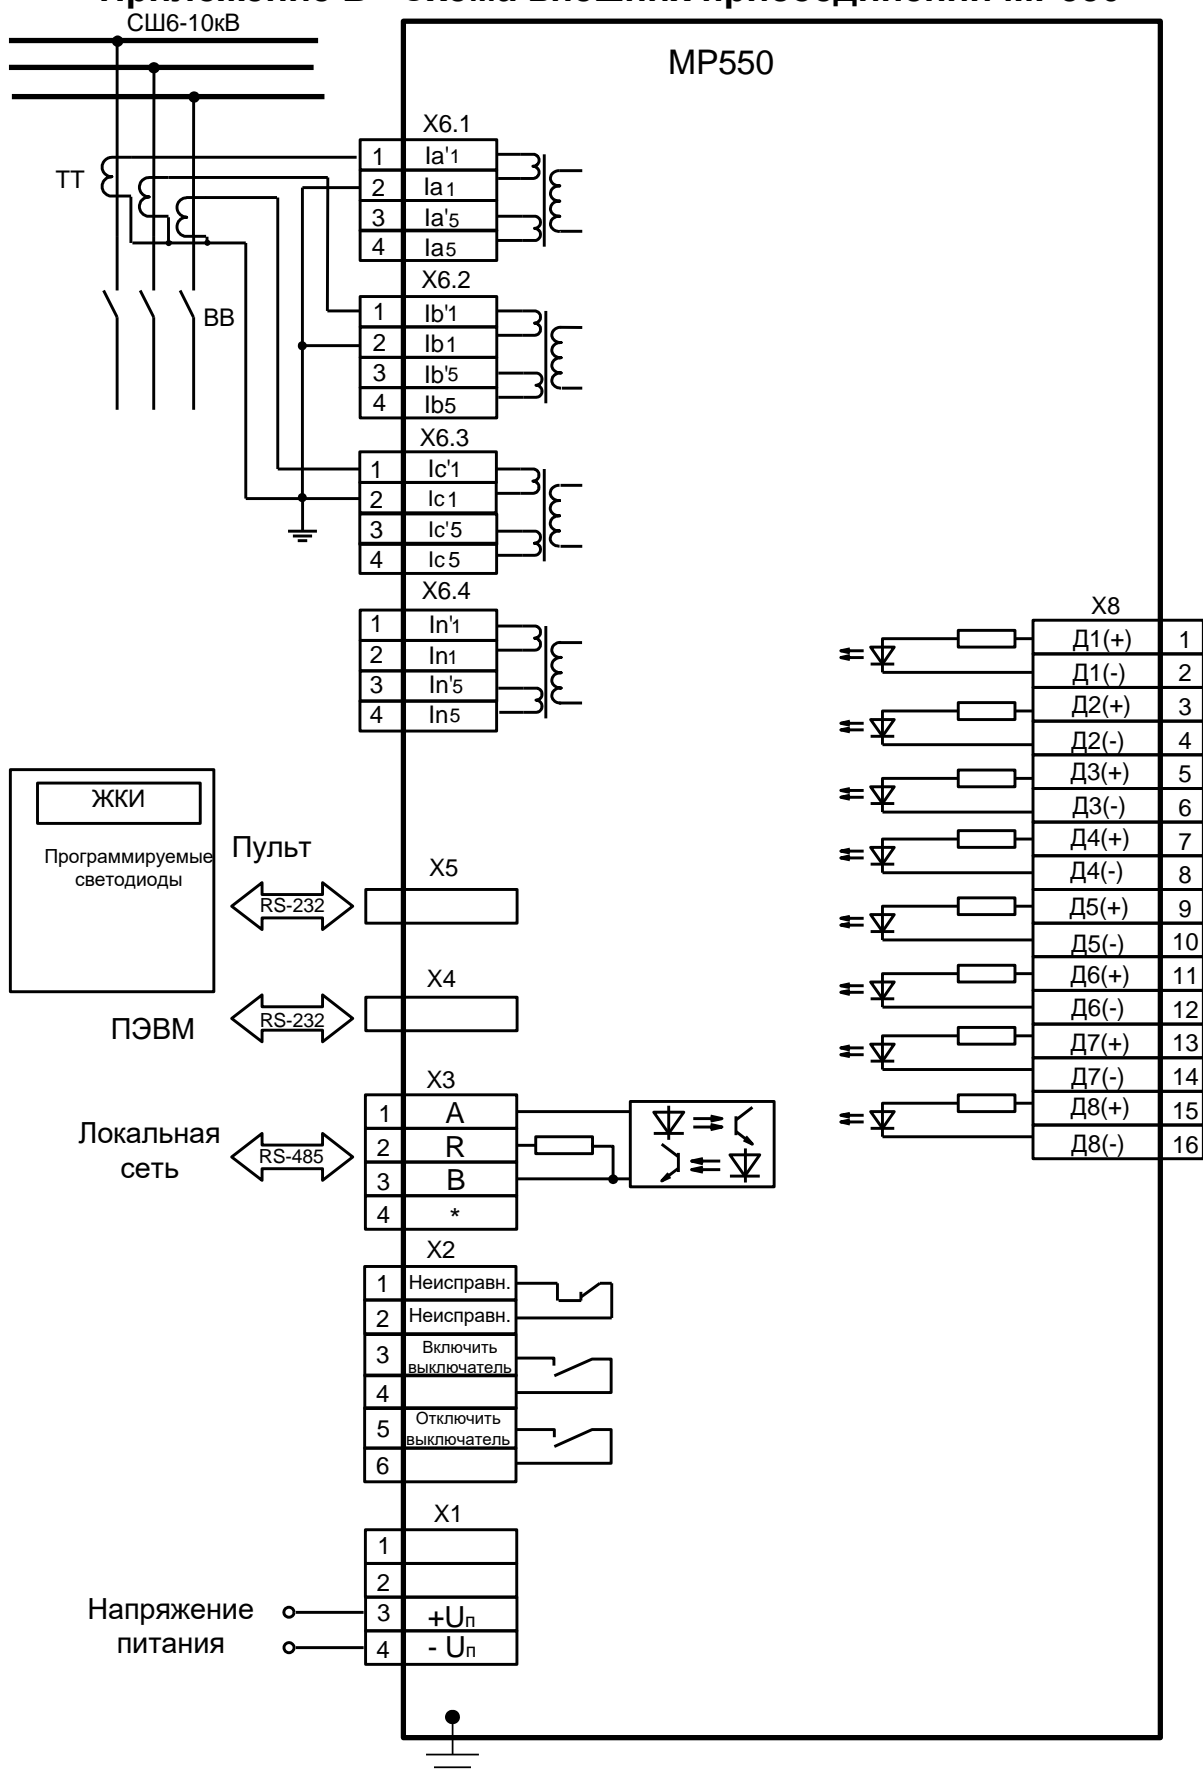 СШ6-10кВ
МР550
ТТ
ВВ
X6.1
1 Ia'1
2 Ia1
3 Ia'5
4 Ia5
X6.2
1 Ib'1
2 Ib1
3 Ib'5
4 Ib5
X6.3
1 Ic'1
2 Ic1
3 Ic'5
4 Ic5
X6.4
1 In'1
2 In1
3 In'5
4 In5
X8
Д1(+) 1
Д1(-) 2
Д2(+) 3
Д2(-) 4
Д3(+) 5
Д3(-) 6
Д4(+) 7
Д4(-) 8
Д5(+) 9
Д5(-) 10
Д6(+) 11
Д6(-) 12
Д7(+) 13
Д7(-) 14
Д8(+) 15
Д8(-) 16
ЖКИ
Программируемые
светодиоды
Пульт
RS-232
X5
ПЭВМ
RS-232
X4
Локальная
сеть
RS-485
X3
1 A
2 R
3 B
4 *
X2
1 Неисправн.
2 Неисправн.
3 Включить
выключатель
4
5 Отключить
выключатель
6
X1
1
2
3 +Uп
4 - Uп
Напряжение
питания